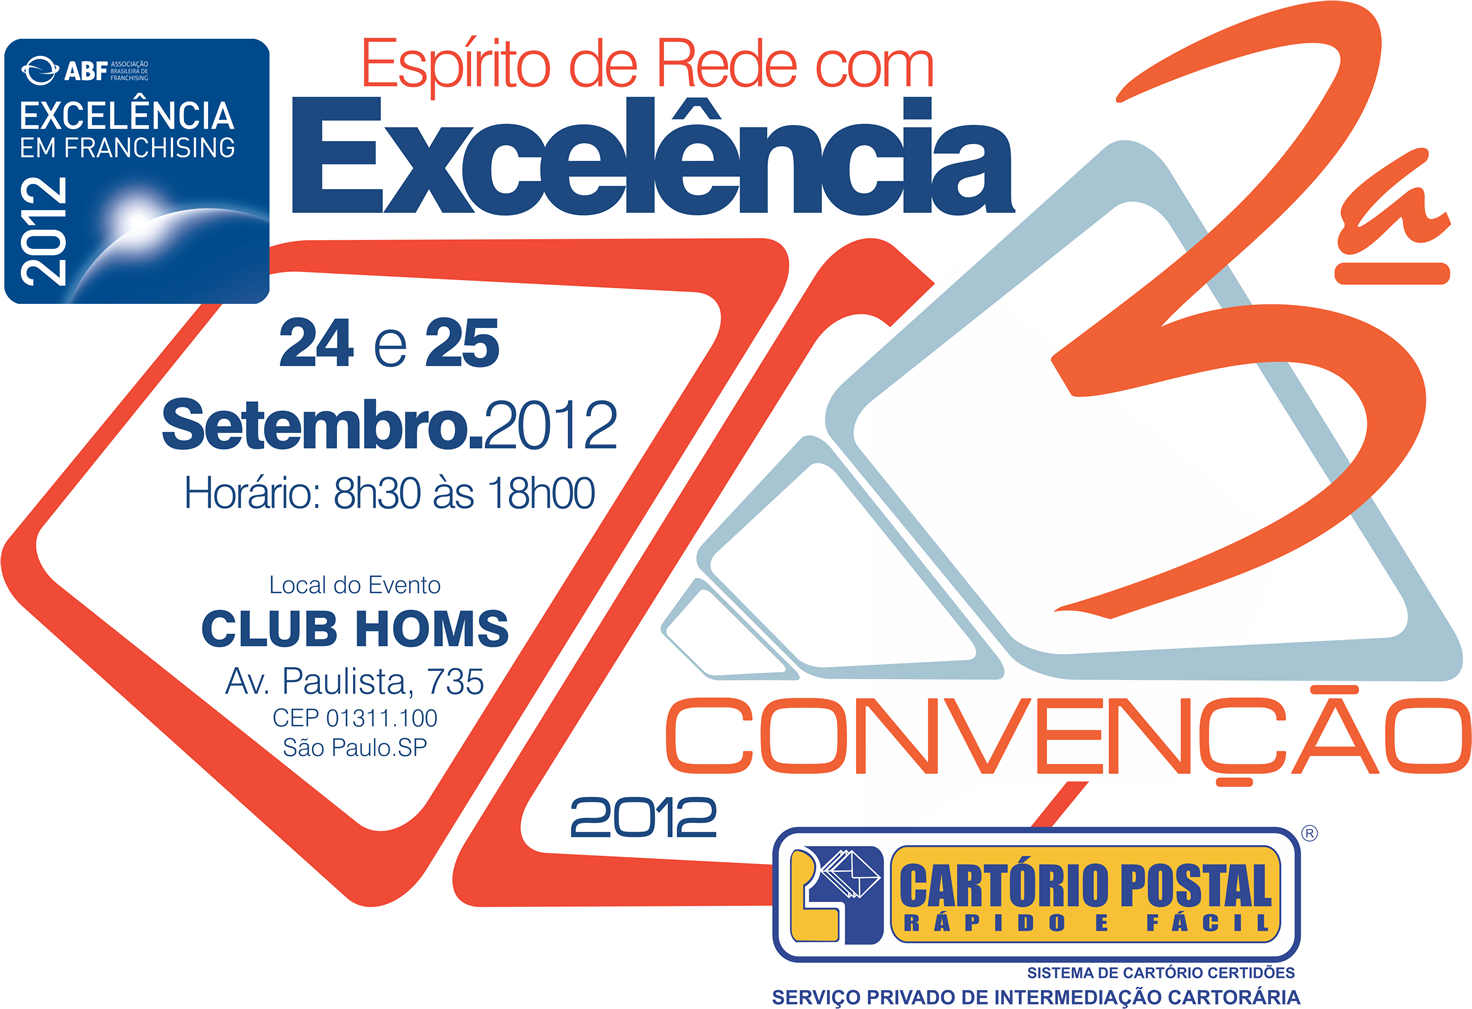 ABF ASSOCIAÇÃO
BRASILEIRA DE
FRANCHISING
EXCELÊNCIA
EM FRANCHISING
2012
Espírito de Rede com
Excelência
3ª
24 e 25
Setembro.2012
Horário: 8h30 às 18h00
Local do Evento
CLUB HOMS
Av. Paulista, 735
CEP 01311.100
São Paulo.SP
CONVENÇÃO
2012
CARTÓRIO POSTAL ®
RÁPIDO E FÁCIL
SISTEMA DE CARTÓRIO CERTIDÕES
SERVIÇO PRIVADO DE INTERMEDIAÇÃO CARTORÁRIA